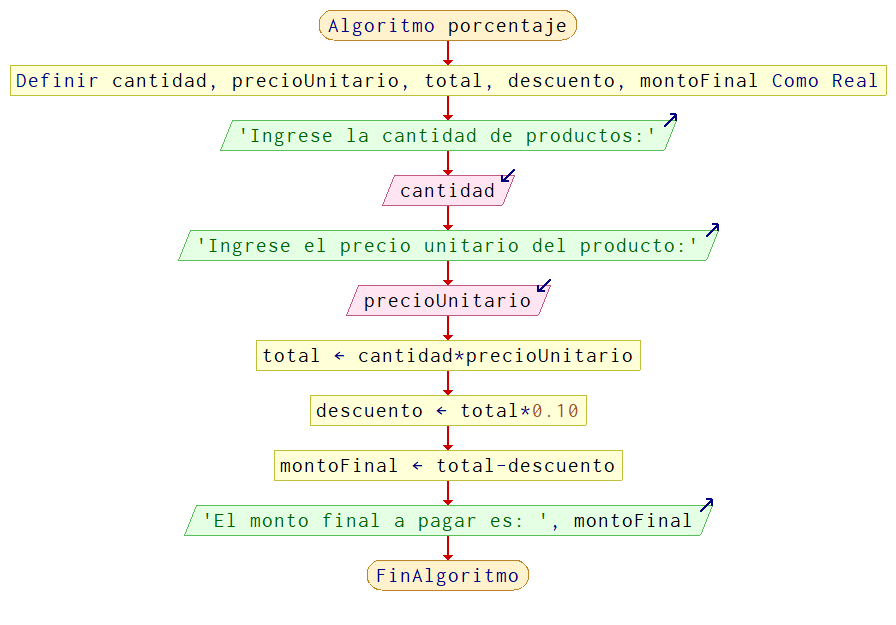 Algoritmo porcentaje
Definir cantidad, precioUnitario, total, descuento, montoFinal Como Real
'Ingrese la cantidad de productos:'
cantidad
'Ingrese el precio unitario del producto:'
precioUnitario
total ← cantidad*precioUnitario
descuento ← total*0.10
montoFinal ← total-descuento
'El monto final a pagar es: ', montoFinal
FinAlgoritmo